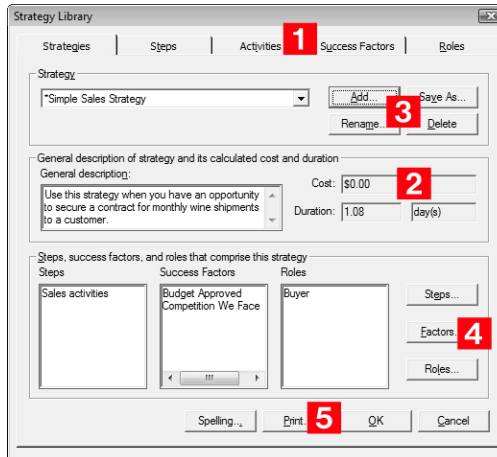 Strategy Library
Strategies Steps Activities 1 Success Factors Roles
Strategy
*Simple Sales Strategy Add... Save As...
3
Rename... Delete
General description of strategy and its calculated cost and duration
General description:
Use this strategy when you have an opportunity
to secure a contract for monthly wine shipments
to a customer.
Cost: $0.00 2
Duration: 1.08 day(s)
Steps, success factors, and roles that comprise this strategy
Steps Success Factors Roles
Sales activities Budget Approved Buyer
Competition We Face
Steps...
Factors. 4
Roles...
Spelling... Print. 5 OK Cancel